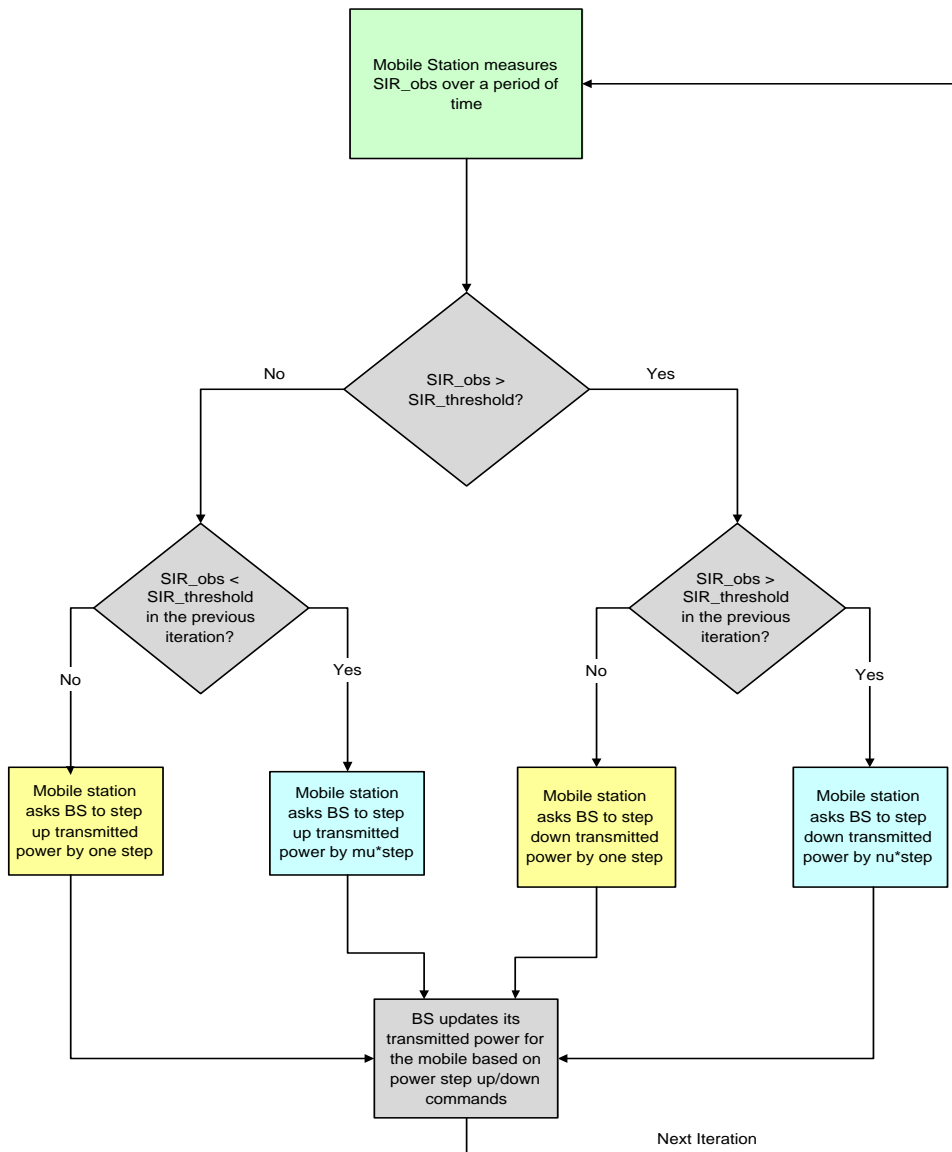 Mobile Station measures
SIR_obs over a period of
time
No
Yes
SIR_obs >
SIR_threshold?
SIR_obs <
SIR_threshold
in the previous
iteration?
SIR_obs >
SIR_threshold
in the previous
iteration?
No
Yes
No
Yes
Mobile station
asks BS to step
up transmitted
power by one step
Mobile station
asks BS to step
up transmitted
power by mu*step
Mobile station
asks BS to step
down transmitted
power by one step
Mobile station
asks BS to step
down transmitted
power by nu*step
BS updates its
transmitted power for
the mobile based on
power step up/down
commands
Next Iteration